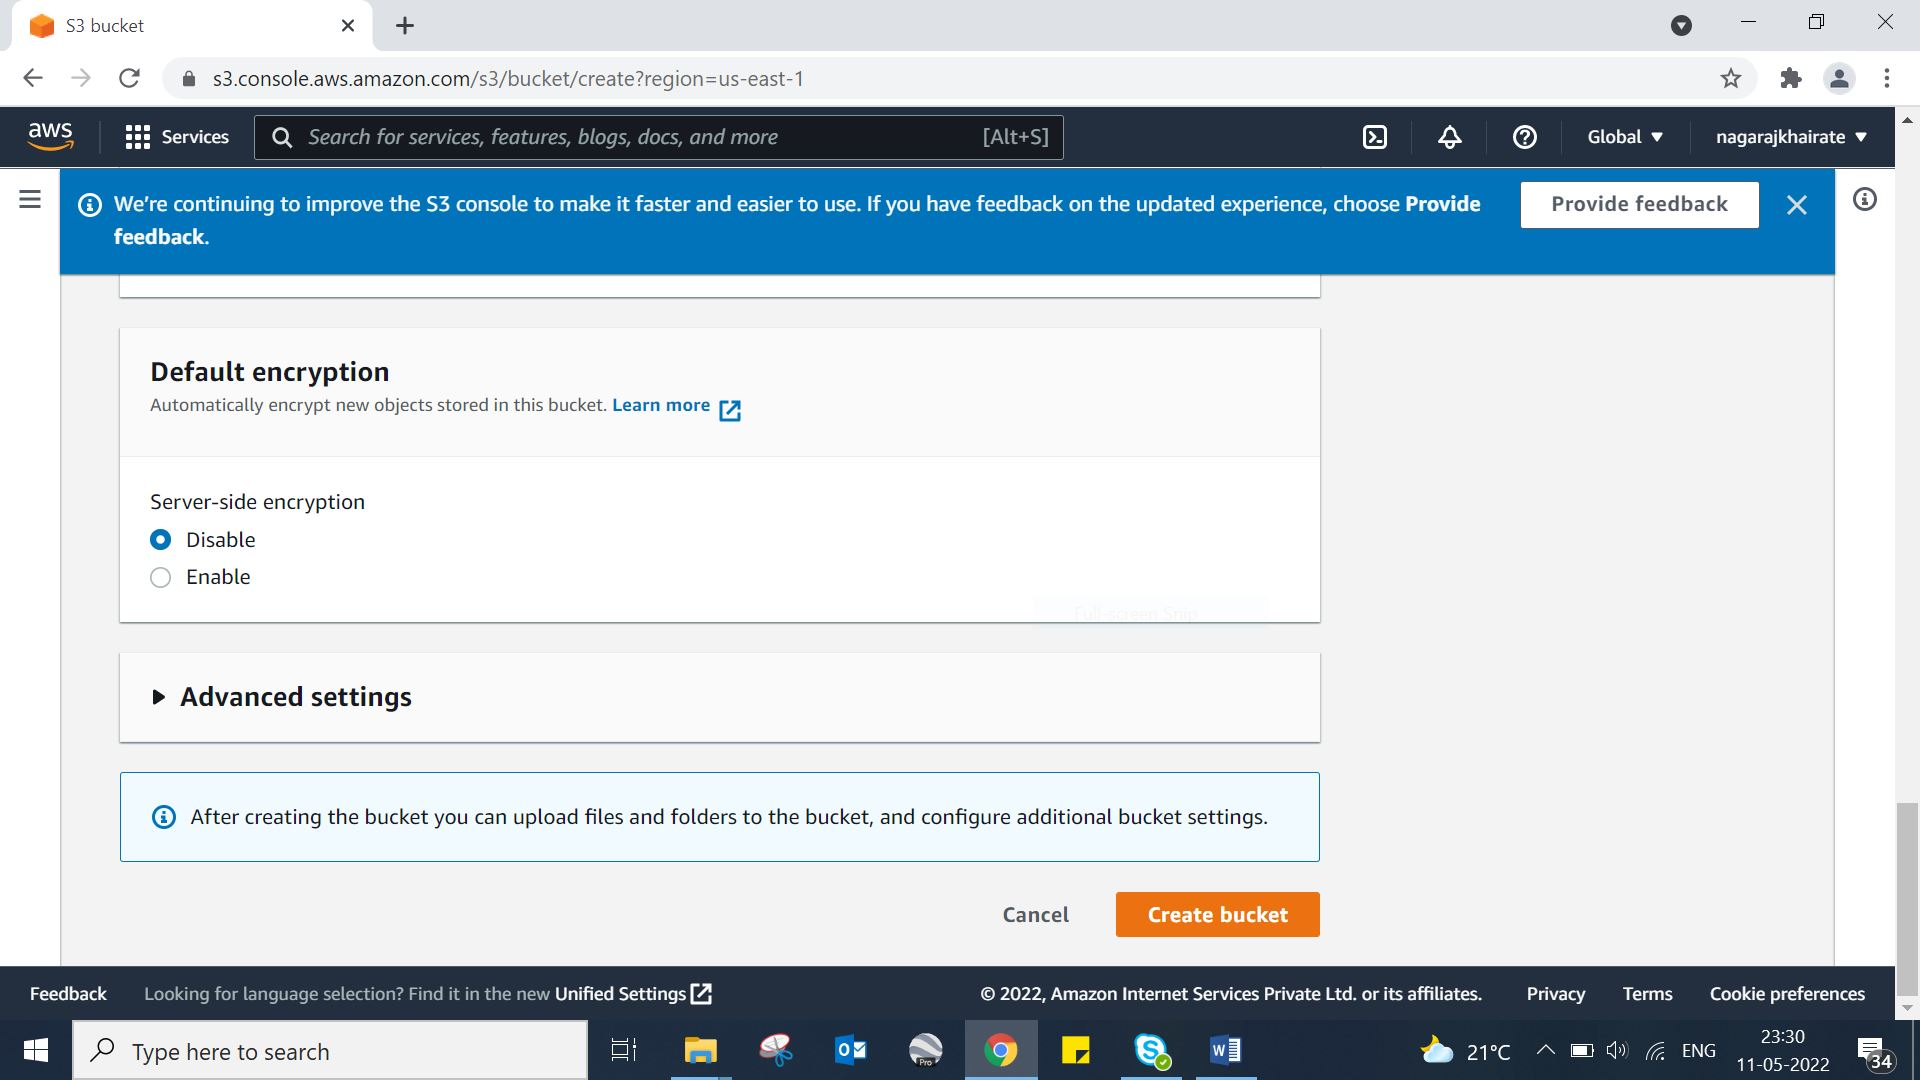 S3 bucket
s3.console.aws.amazon.com/s3/bucket/create?region=us-east-1
aws Services Search for services, features, blogs, docs, and more [Alt+S] Global nagarajkhairate
We're continuing to improve the S3 console to make it faster and easier to use. If you have feedback on the updated experience, choose Provide
feedback.
Provide feedback
Default encryption
Automatically encrypt new objects stored in this bucket. Learn more
Server-side encryption
Disable
Enable
Full-screen Snip
Advanced settings
After creating the bucket you can upload files and folders to the bucket, and configure additional bucket settings.
Cancel Create bucket
Feedback Looking for language selection? Find it in the new Unified Settings © 2022, Amazon Internet Services Private Ltd. or its affiliates. Privacy Terms Cookie preferences
Type here to search Pro 21°C ENG 23:30
11-05-2022 34